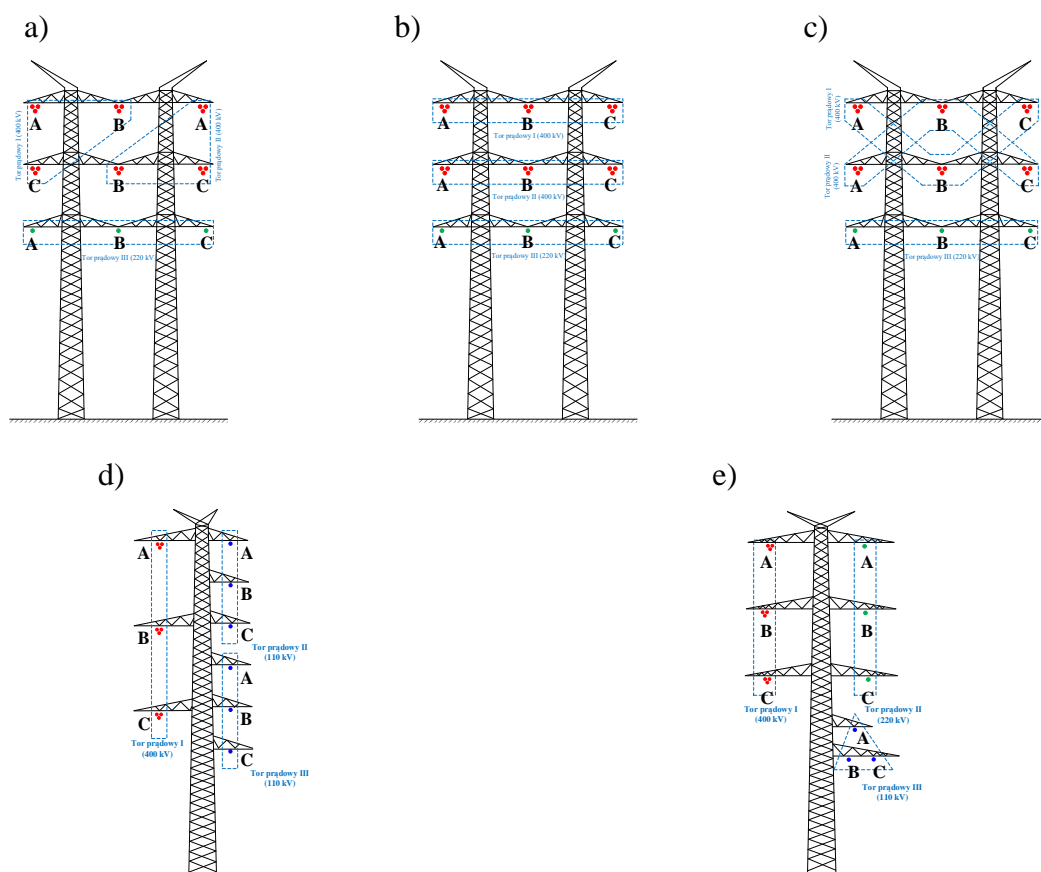 a)
b)
c)
A
B
A
Tor prądowy I (400 kV)
Tor prądowy II (400 kV)
C
B
C
A
B
C
Tor prądowy III (220 kV)
A
B
C
Tor prądowy I (400 kV)
A
B
C
Tor prądowy II (400 kV)
A
B
C
Tor prądowy III (220 kV)
Tor prądowy I
(400 kV)
A
B
C
Tor prądowy II
(400 kV)
A
B
C
A
B
C
Tor prądowy III (220 kV)
d)
e)
A
A
B
B
C
Tor prądowy II
(110 kV)
A
C
B
Tor prądowy I
(400 kV)
C
Tor prądowy III
(110 kV)
A
A
B
B
C
C
Tor prądowy I
(400 kV)
Tor prądowy II
(220 kV)
A
B
C
Tor prądowy III
(110 kV)